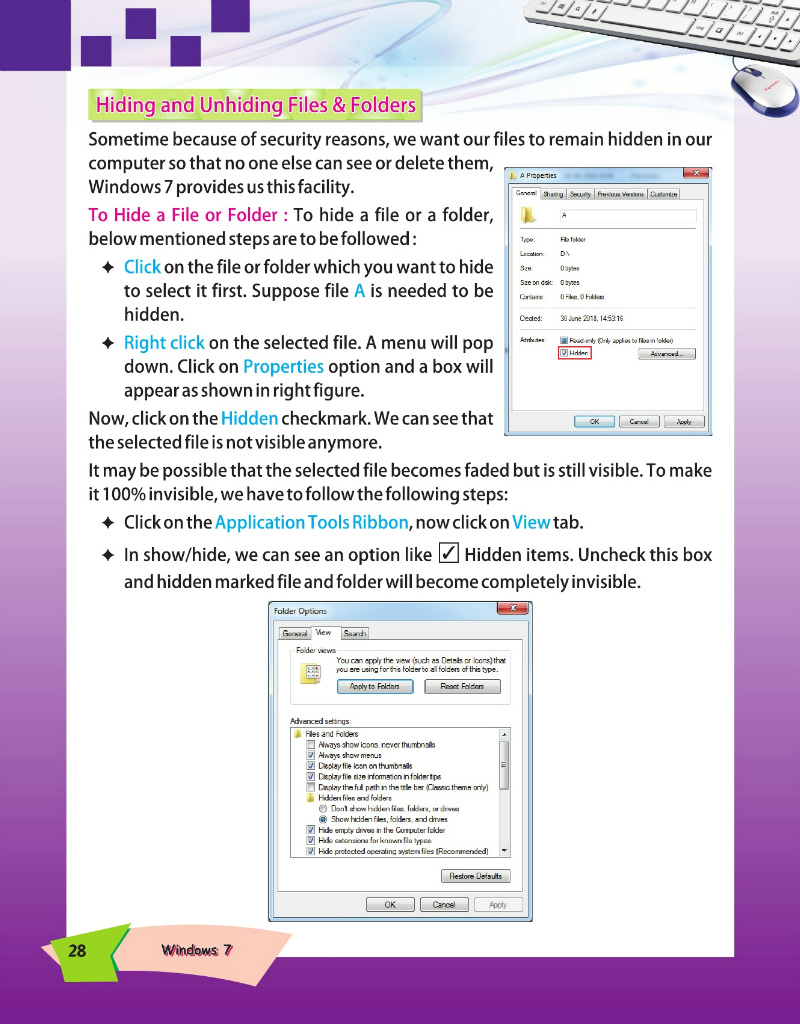 Hiding and Unhiding Files & Folders
Sometime because of security reasons, we want our files to remain hidden in our
computer so that no one else can see or delete them,
Windows 7 provides us this facility.
To Hide a File or Folder : To hide a file or a folder,
below mentioned steps are to be followed :
✦ Click on the file or folder which you want to hide
to select it first. Suppose file A is needed to be
hidden.
✦ Right click on the selected file. A menu will pop
down. Click on Properties option and a box will
appear as shown in right figure.
Now, click on the Hidden checkmark. We can see that
the selected file is not visible anymore.
A Properties
General Sharing Security Previous Versions Customize
A
Type: File folder
Location: D:\
Size: 0 bytes
Size on disk: 0 bytes
Contains: 0 Files, 0 Folders
Created: 30 June 2018, 14:53:16
Attributes: Read-only (Only applies to files in folder)
Hidden Advanced...
OK Cancel Apply
It may be possible that the selected file becomes faded but is still visible. To make
it 100% invisible, we have to follow the following steps:
✦ Click on the Application Tools Ribbon, now click on View tab.
✦ In show/hide, we can see an option like ✓ Hidden items. Uncheck this box
and hidden marked file and folder will become completely invisible.
Folder Options
General View Search
Folder views
You can apply the view (such as Details or Icons) that
you are using for this folder to all folders of this type.
Apply to Folders Reset Folders
Advanced settings:
Files and Folders
Always show icons, never thumbnails
Always show menus
Display file icon on thumbnails
Display file size information in folder tips
Display the full path in the title bar (Classic theme only)
Hidden files and folders
Don't show hidden files, folders, or drives
Show hidden files, folders, and drives
Hide empty drives in the Computer folder
Hide extensions for known file types
Hide protected operating system files (Recommended)
Restore Defaults
OK Cancel Apply
28 Windows 7